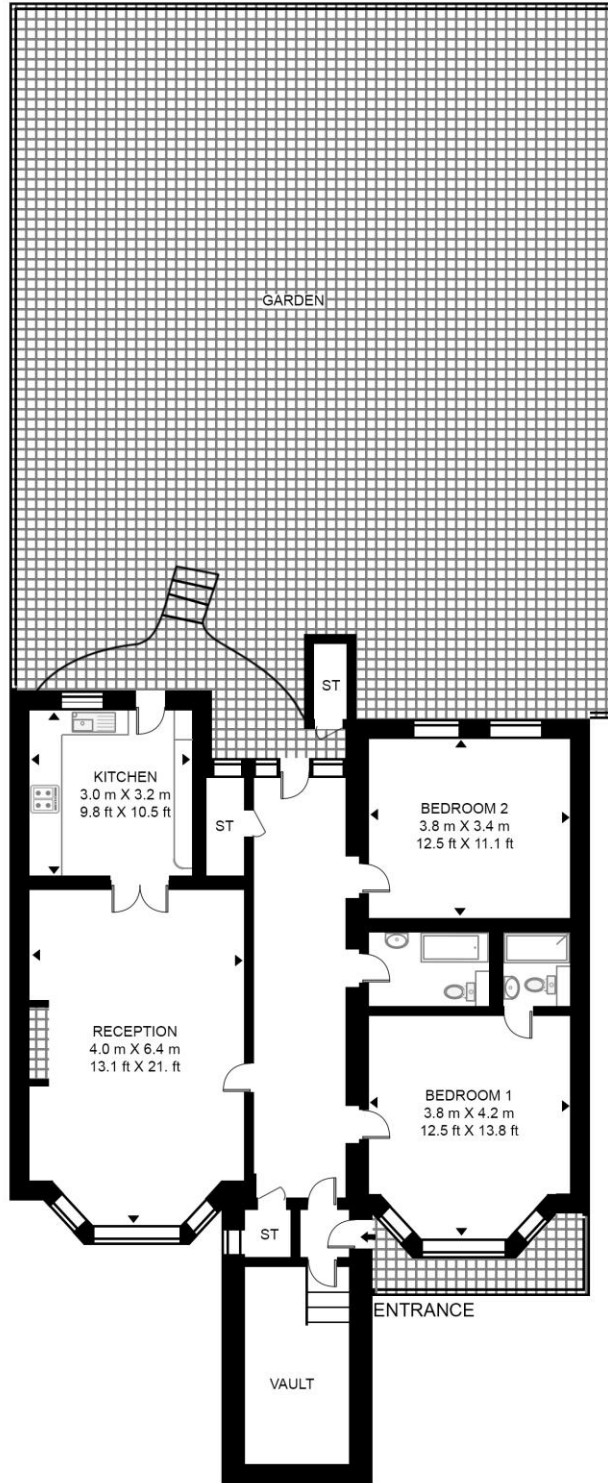 GARDEN
ST
KITCHEN
3.0 m X 3.2 m
9.8 ft X 10.5 ft
ST
BEDROOM 2
3.8 m X 3.4 m
12.5 ft X 11.1 ft
RECEPTION
4.0 m X 6.4 m
13.1 ft X 21. ft
BEDROOM 1
3.8 m X 4.2 m
12.5 ft X 13.8 ft
ST
ENTRANCE
VAULT